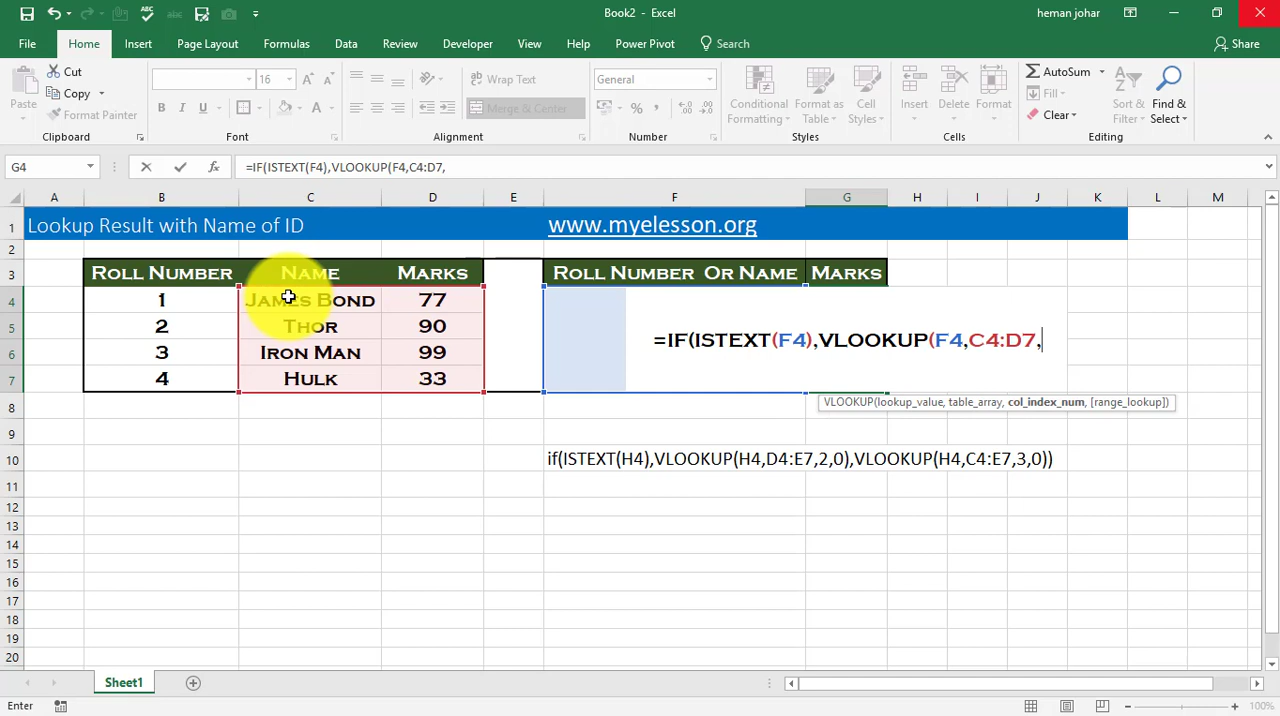 Book2 - Excel
heman johar
File Home Insert Page Layout Formulas Data Review Developer View Help Power Pivot Search Share
Paste
Cut
Copy
Format Painter
Clipboard
16 A A
B I U A
Font
Wrap Text
Merge & Center
Alignment
General
% ,
Number
Conditional Formatting
Format as Table
Cell Styles
Styles
Insert Delete Format
Cells
AutoSum
Fill
Clear
Sort & Filter
Find & Select
Editing
G4 fx =IF(ISTEXT(F4),VLOOKUP(F4,C4:D7,
A B C D E F G H I J K L M
1 Lookup Result with Name of ID www.myelesson.org
2
3 Roll Number Name Marks Roll Number Or Name Marks
4 1 James Bond 77
5 2 Thor 90
=IF(ISTEXT(F4),VLOOKUP(F4,C4:D7,
6 3 Iron Man 99
7 4 Hulk 33
VLOOKUP(lookup_value, table_array, col_index_num, [range_lookup])
8
9
10 if(ISTEXT(H4),VLOOKUP(H4,D4:E7,2,0),VLOOKUP(H4,C4:E7,3,0))
11
12
13
14
15
16
17
18
19
20
Sheet1
Enter 100%